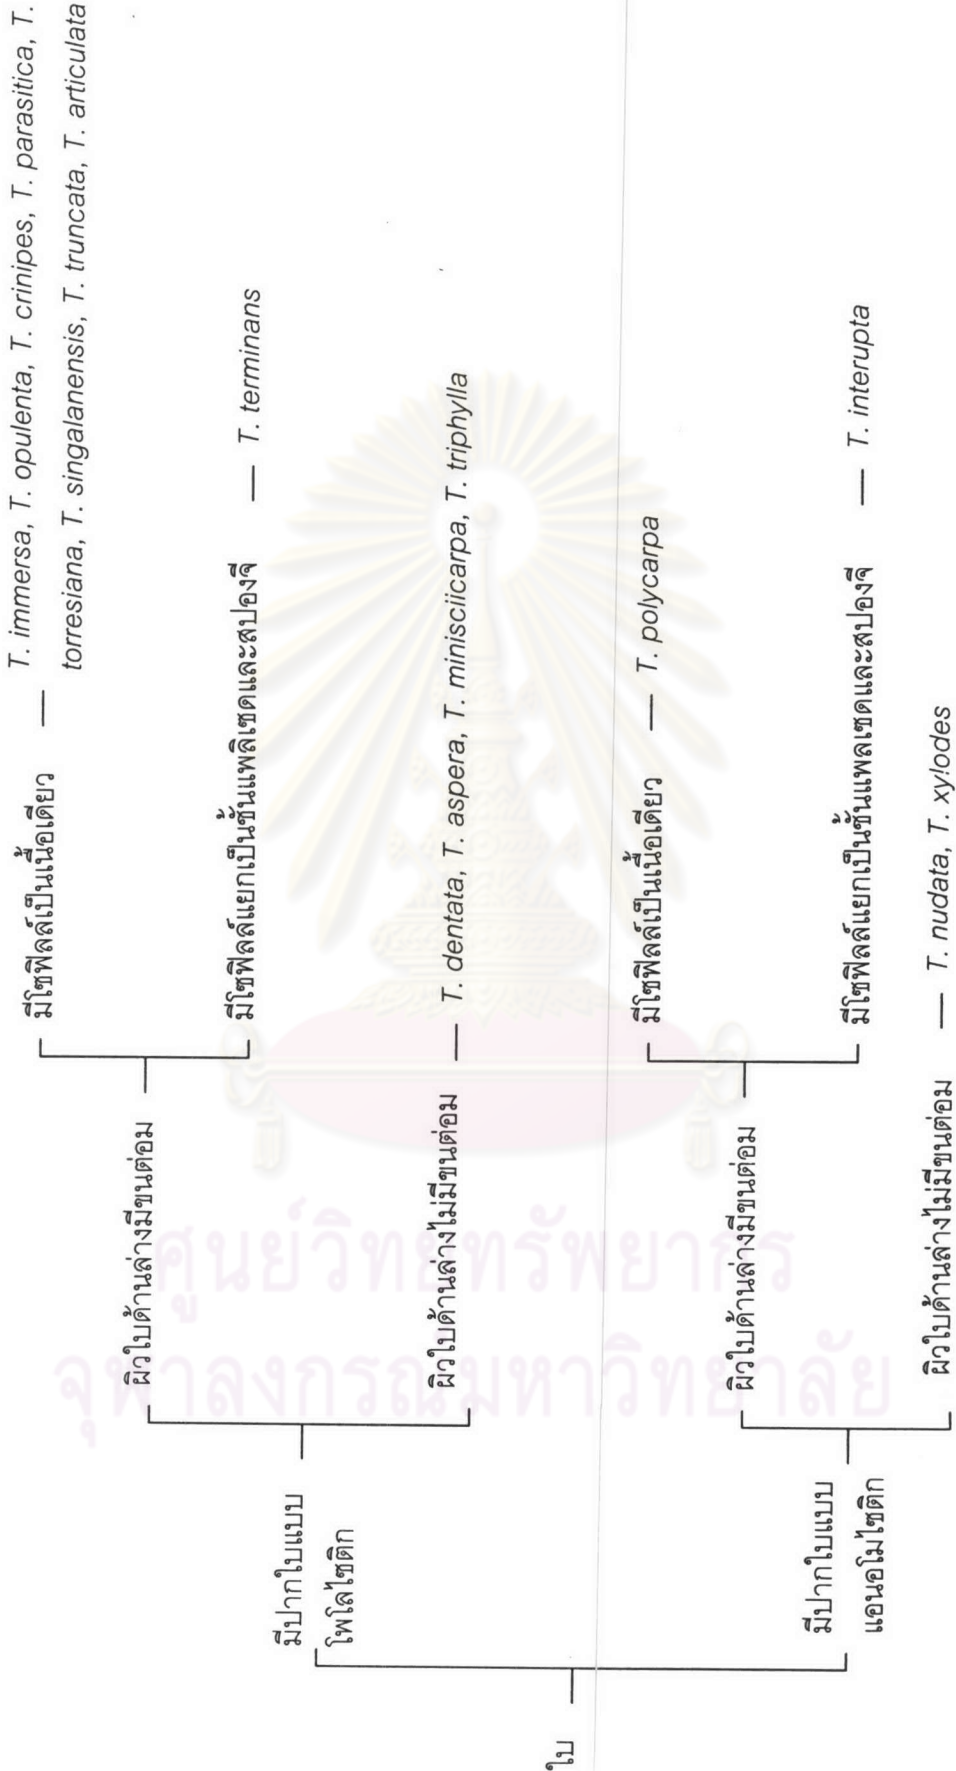 ใบ
มีปากใบแบบ
โพโลไซติก
ผิวใบด้านล่างมีขนต่อม
มีโซฟิลล์เป็นเนื้อเดียว — T. immersa, T. opulenta, T. crinipes, T. parasitica, T.
torresiana, T. singalanensis, T. truncata, T. articulata
มีโซฟิลล์แยกเป็นชั้นแพลิเซดและสปองจี — T. terminans
ผิวใบด้านล่างไม่มีขนต่อม — T. dentata, T. aspera, T. minisciicarpa, T. triphylla
มีปากใบแบบ
แอนอโมไซติก
ผิวใบด้านล่างมีขนต่อม
มีโซฟิลล์เป็นเนื้อเดียว — T. polycarpa
มีโซฟิลล์แยกเป็นชั้นแพลเซดและสปองจี — T. interupta
ผิวใบด้านล่างไม่มีขนต่อม — T. nudata, T. xylodes
ศูนย์วิทยทรัพยากร
จุฬาลงกรณ์มหาวิทยาลัย